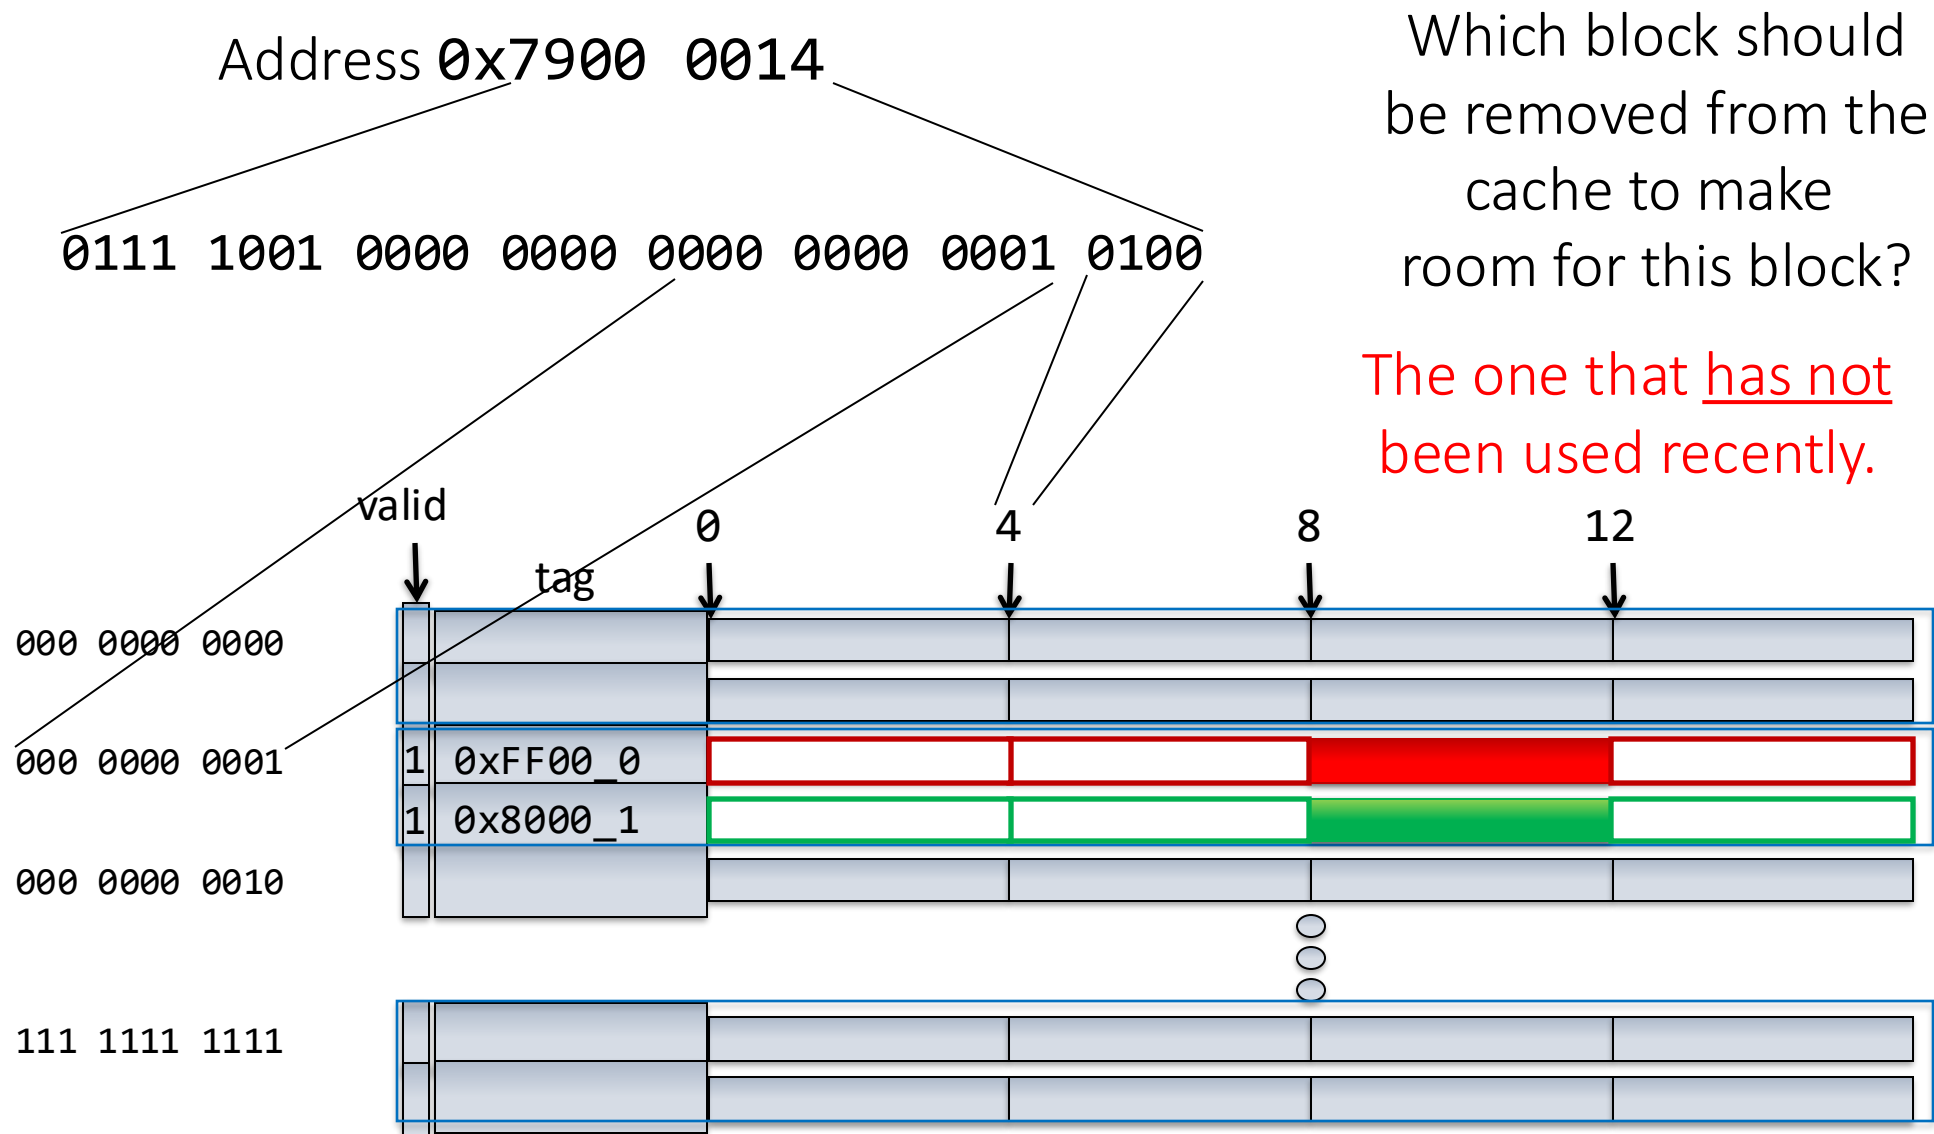 Address 0x7900 0014
Which block should
be removed from the
cache to make
room for this block?
0111 1001 0000 0000 0000 0000 0001 0100
The one that has not
been used recently.
valid
tag
0 4 8 12
000 0000 0000
000 0000 0001 1 0xFF00_0
1 0x8000_1
000 0000 0010
111 1111 1111